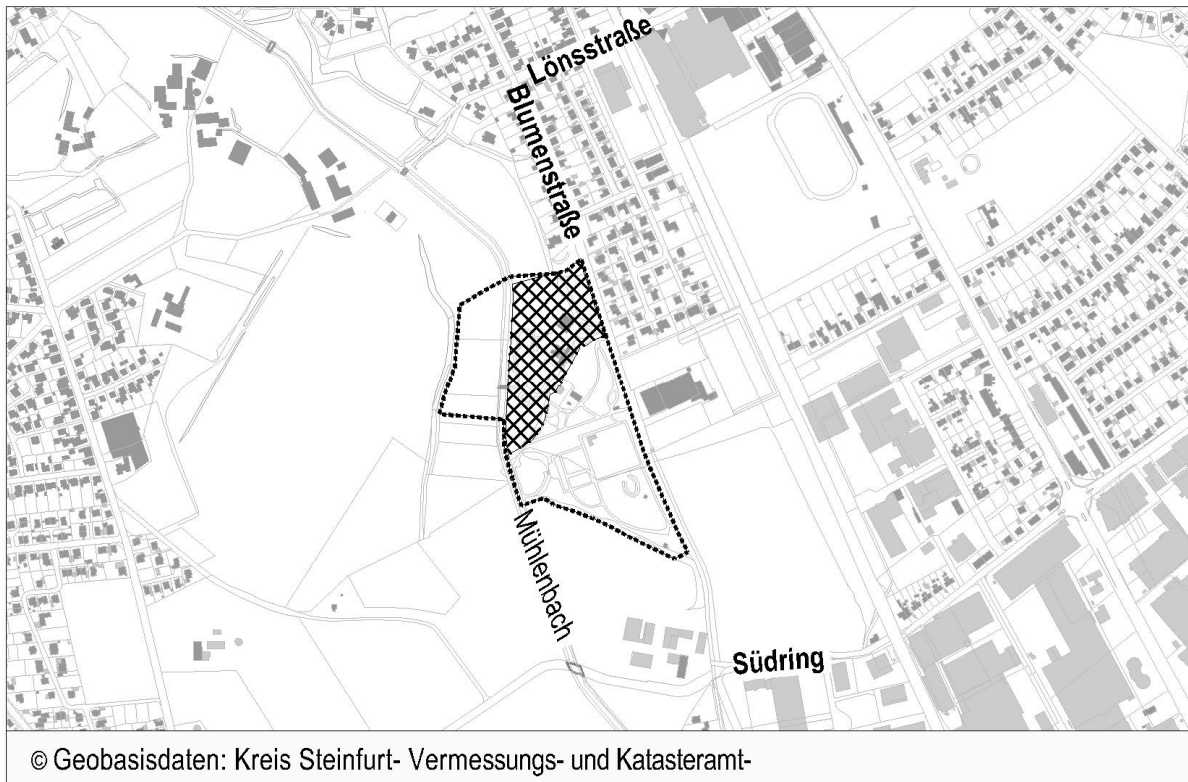 Lönsstraße
Blumenstraße
Mühlenbach
Südring
© Geobasisdaten: Kreis Steinfurt- Vermessungs- und Katasteramt-